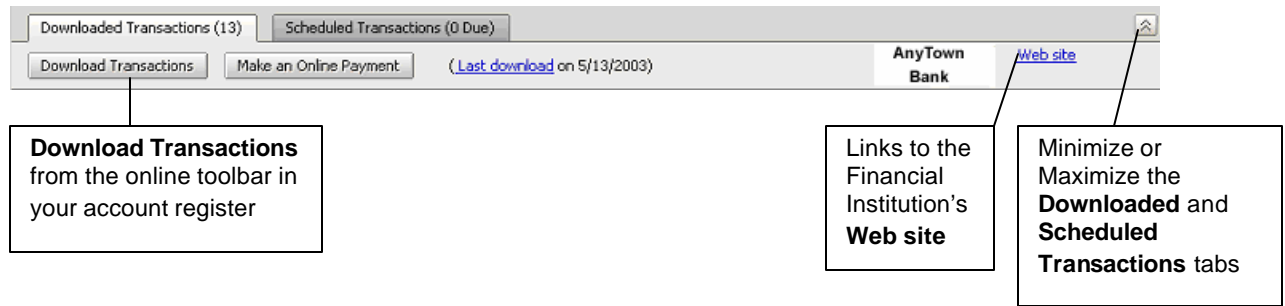 Downloaded Transactions (13) Scheduled Transactions (0 Due)
Download Transactions Make an Online Payment ( Last download on 5/13/2003) AnyTown Bank Web site
Download Transactions
from the online toolbar in
your account register
Links to the
Financial
Institution's
Web site
Minimize or
Maximize the
Downloaded and
Scheduled
Transactions tabs